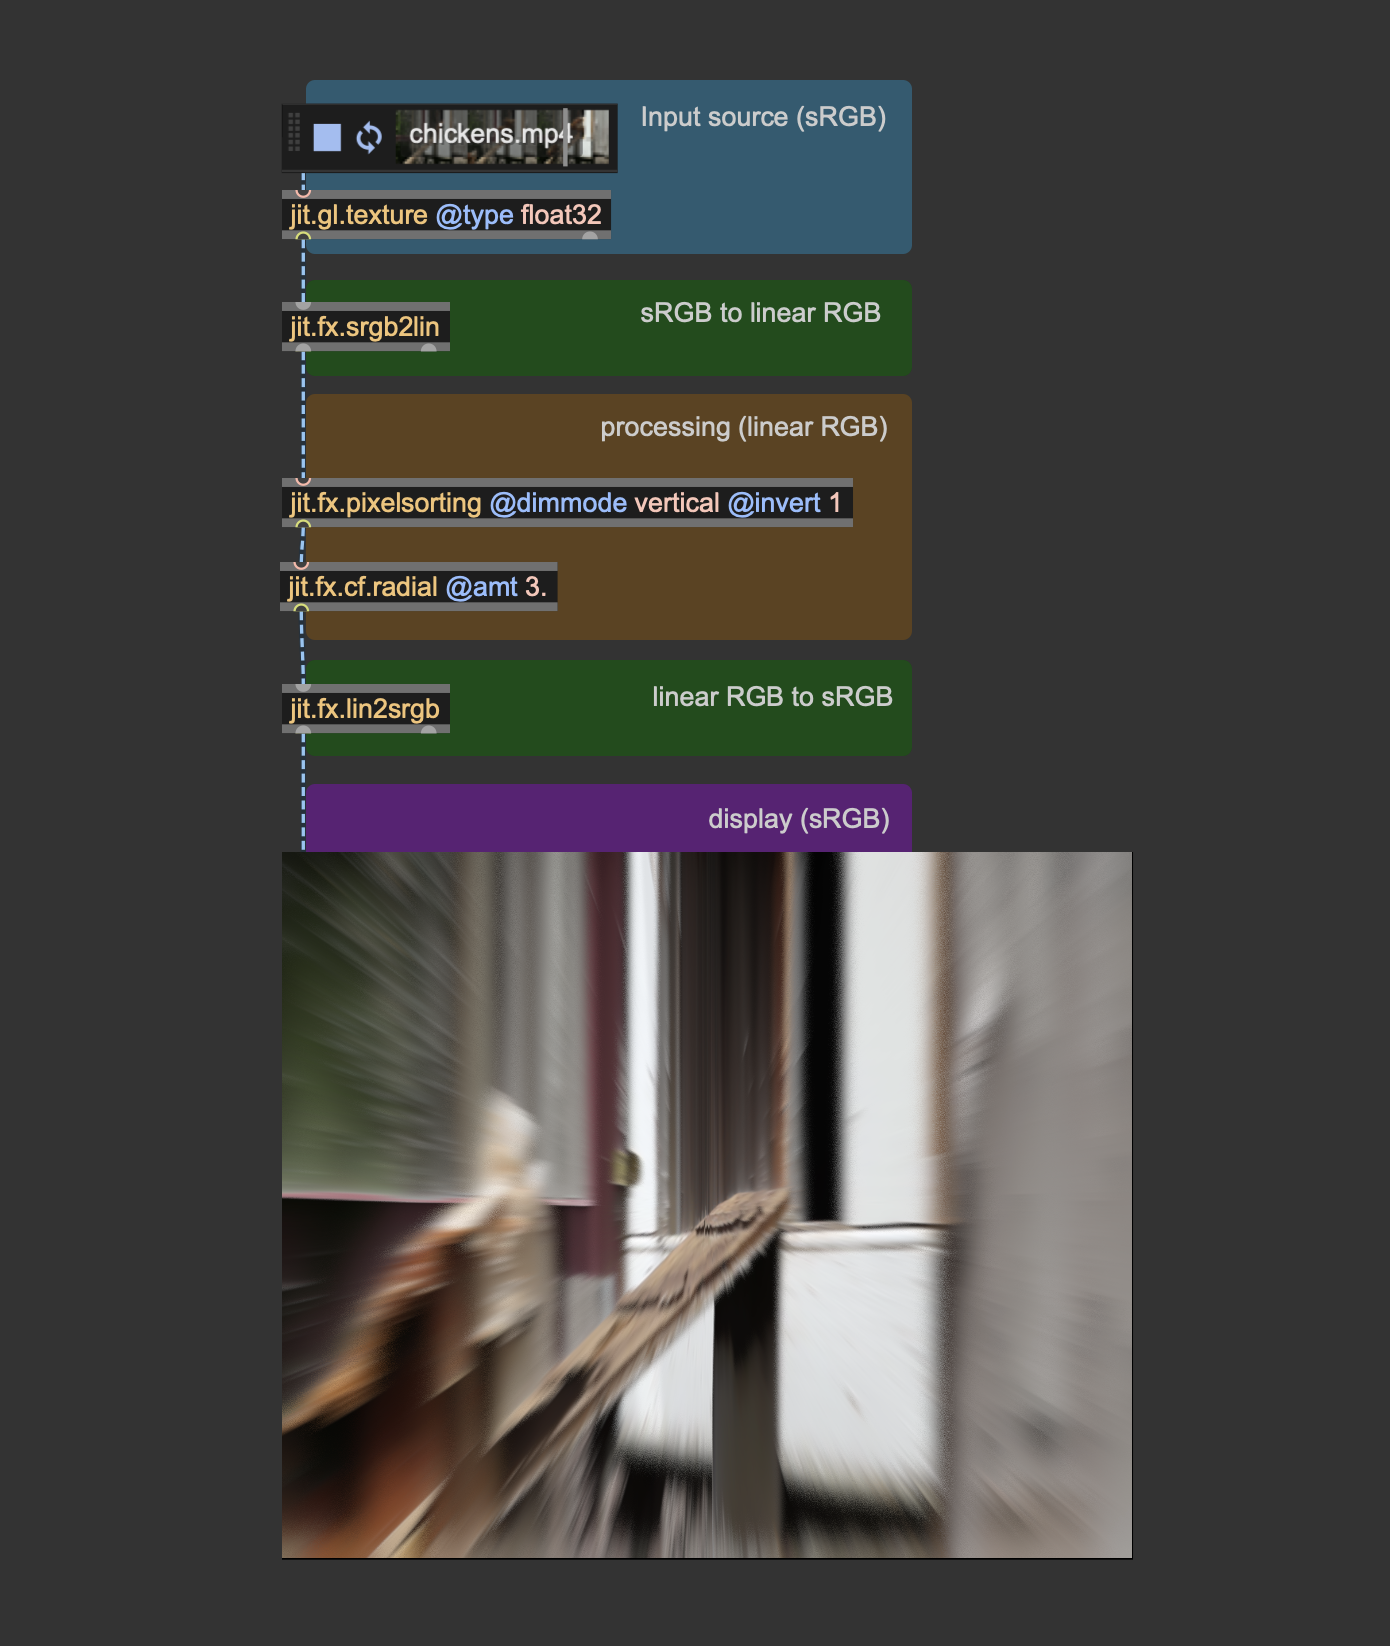 Input source (sRGB)
chickens.mp4
jit.gl.texture @type float32
sRGB to linear RGB
jit.fx.srgb2lin
processing (linear RGB)
jit.fx.pixelsorting @dimmode vertical @invert 1
jit.fx.cf.radial @amt 3.
linear RGB to sRGB
jit.fx.lin2srgb
display (sRGB)